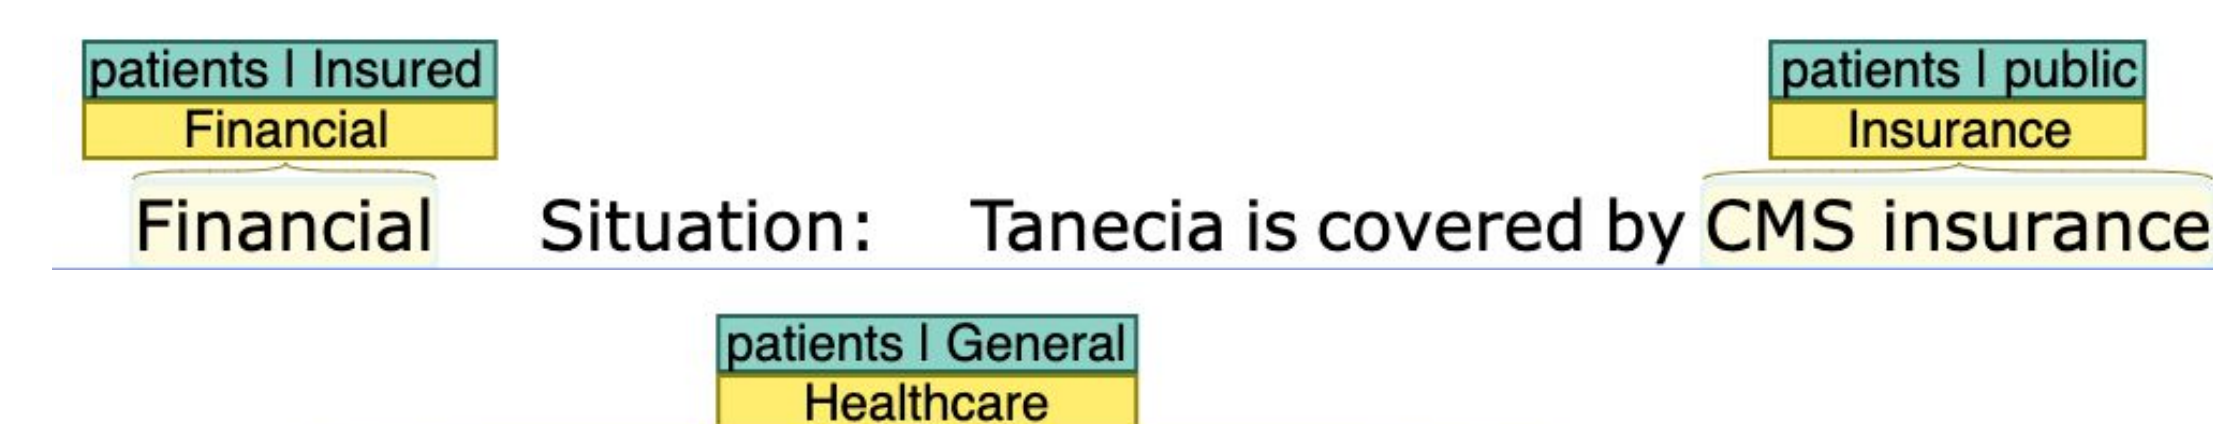 patients | Insured patients | public
Financial Insurance
Financial Situation: Tanecia is covered by CMS insurance
patients | General
Healthcare